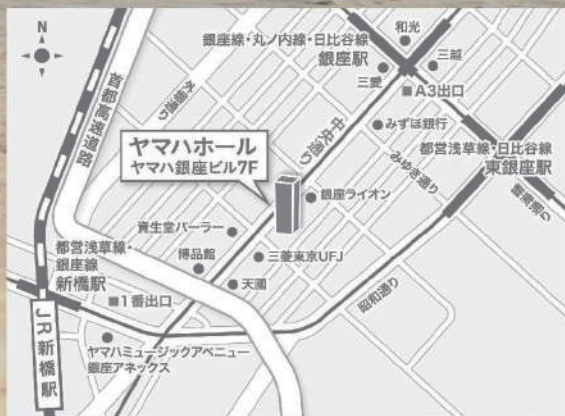 N
和光
銀座線・丸ノ内線・日比谷線
銀座駅
三越
三愛
■A3出口
外堀通り
首都高速道路
中央通り
みずほ銀行
ヤマハホール
ヤマハ銀座ビル7F
都営浅草線・日比谷線
東銀座駅
みゆき通り
晴海通り
銀座ライオン
資生堂パーラー
都営浅草線・
銀座線
新橋駅
博品館
三菱東京UFJ
天國
昭和通り
■1番出口
JR新橋駅
ヤマハミュージックアベニュー
銀座アネックス